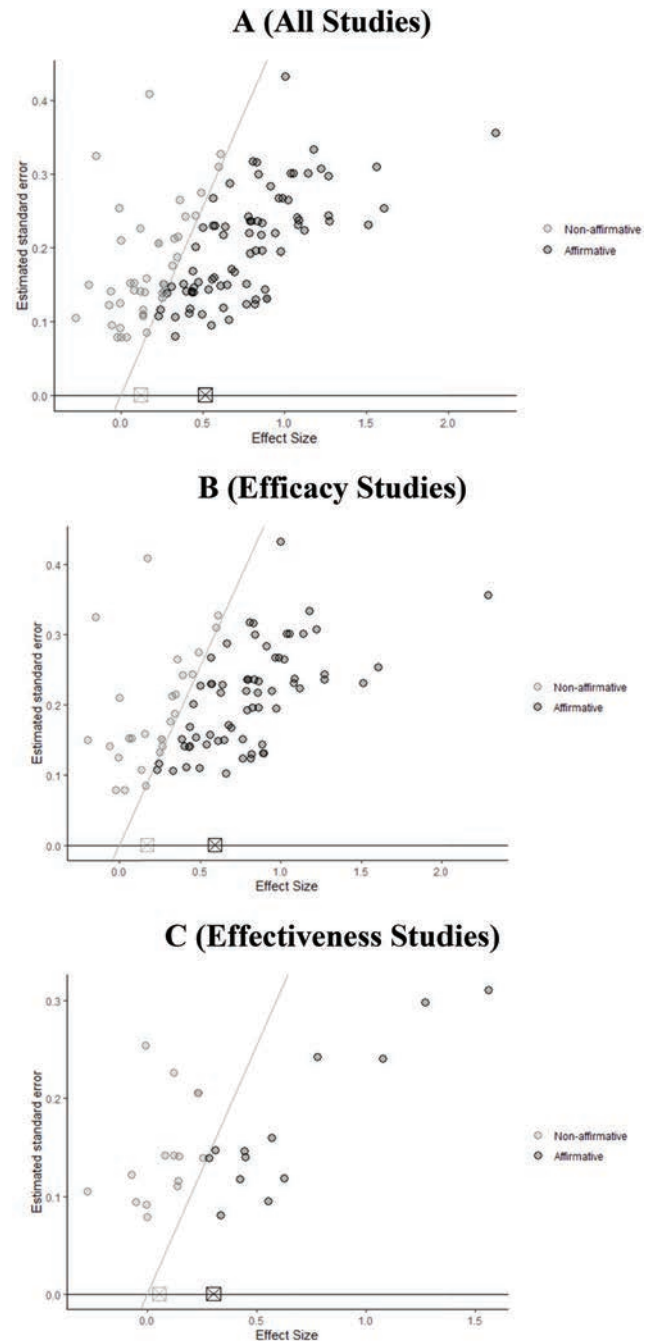 A (All Studies)
0.4
0.3
0.2
0.1
0.0
Estimated standard error
0.0 0.5 1.0 1.5 2.0
Effect Size
Non-affirmative
Affirmative
B (Efficacy Studies)
0.4
0.3
0.2
0.1
0.0
Estimated standard error
0.0 0.5 1.0 1.5 2.0
Effect Size
Non-affirmative
Affirmative
C (Effectiveness Studies)
0.3
0.2
0.1
0.0
Estimated standard error
0.0 0.5 1.0 1.5
Effect Size
Non-affirmative
Affirmative